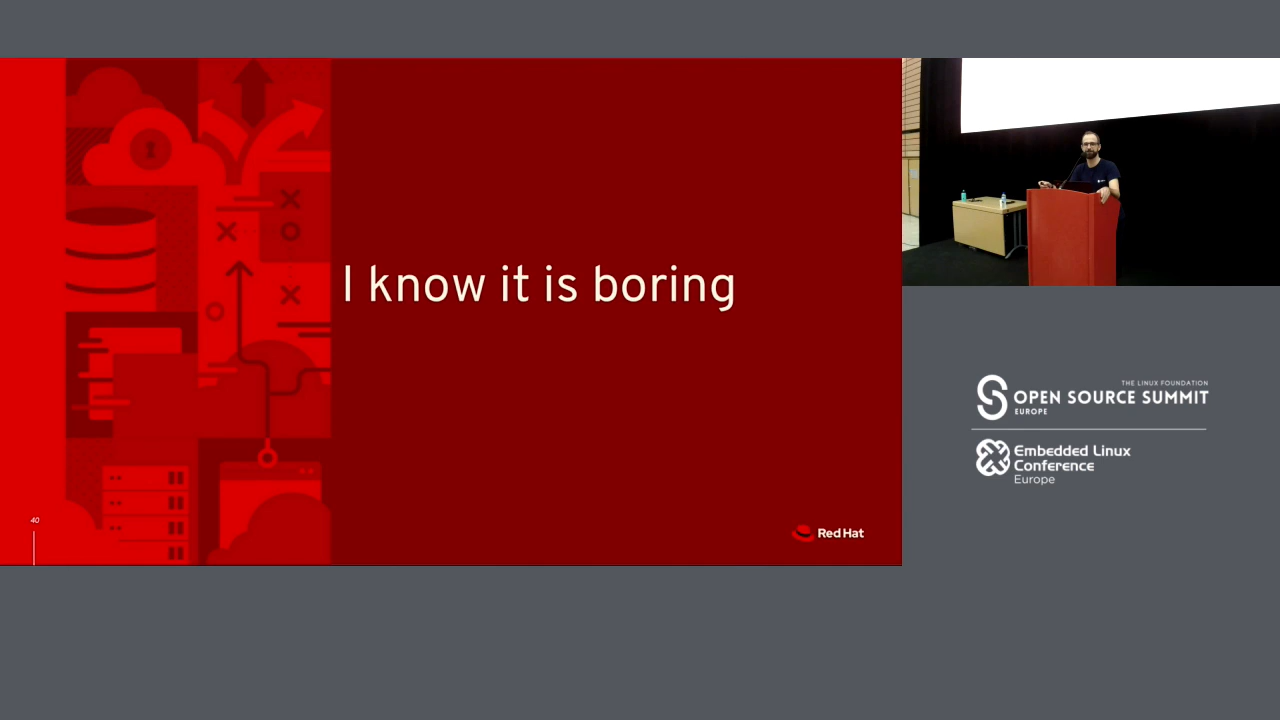 I know it is boring
40
Red Hat
THE LINUX FOUNDATION
OPEN SOURCE SUMMIT
EUROPE
Embedded Linux
Conference
Europe